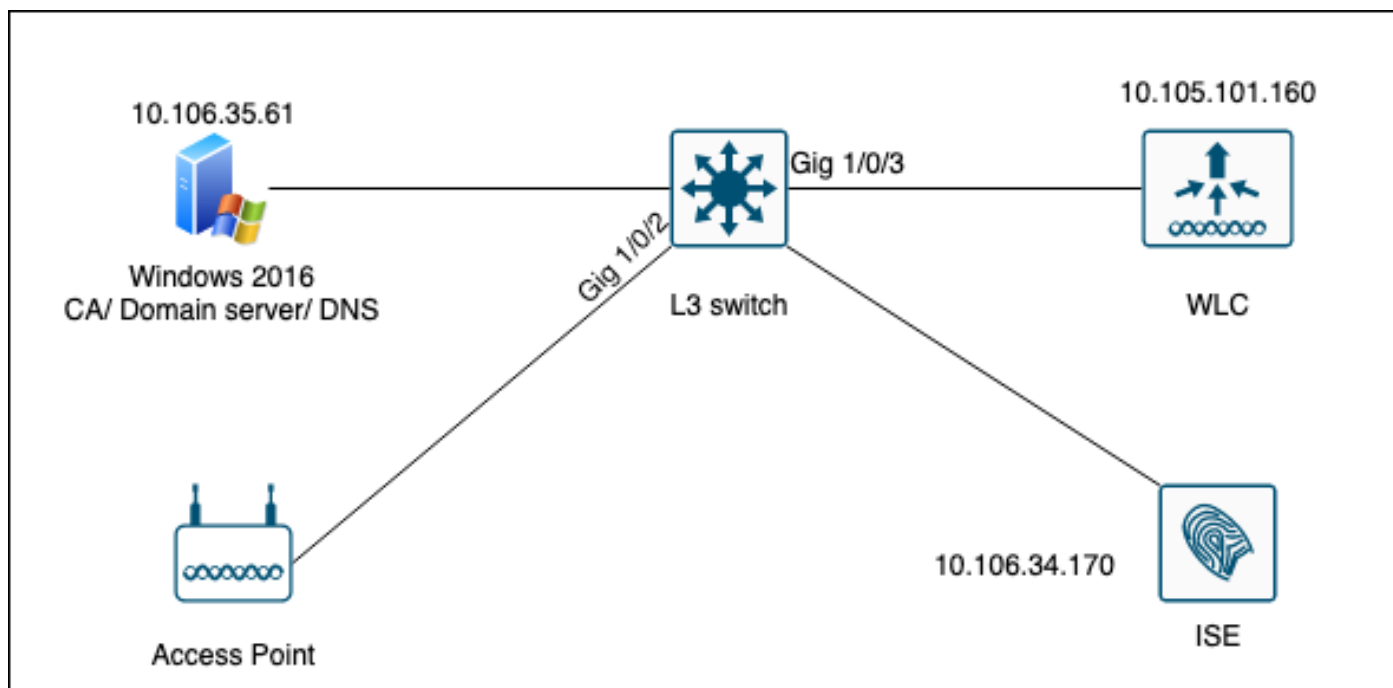 10.106.35.61
Windows 2016
CA/ Domain server/ DNS
Gig 1/0/2
L3 switch
Gig 1/0/3
10.105.101.160
WLC
Access Point
10.106.34.170
ISE